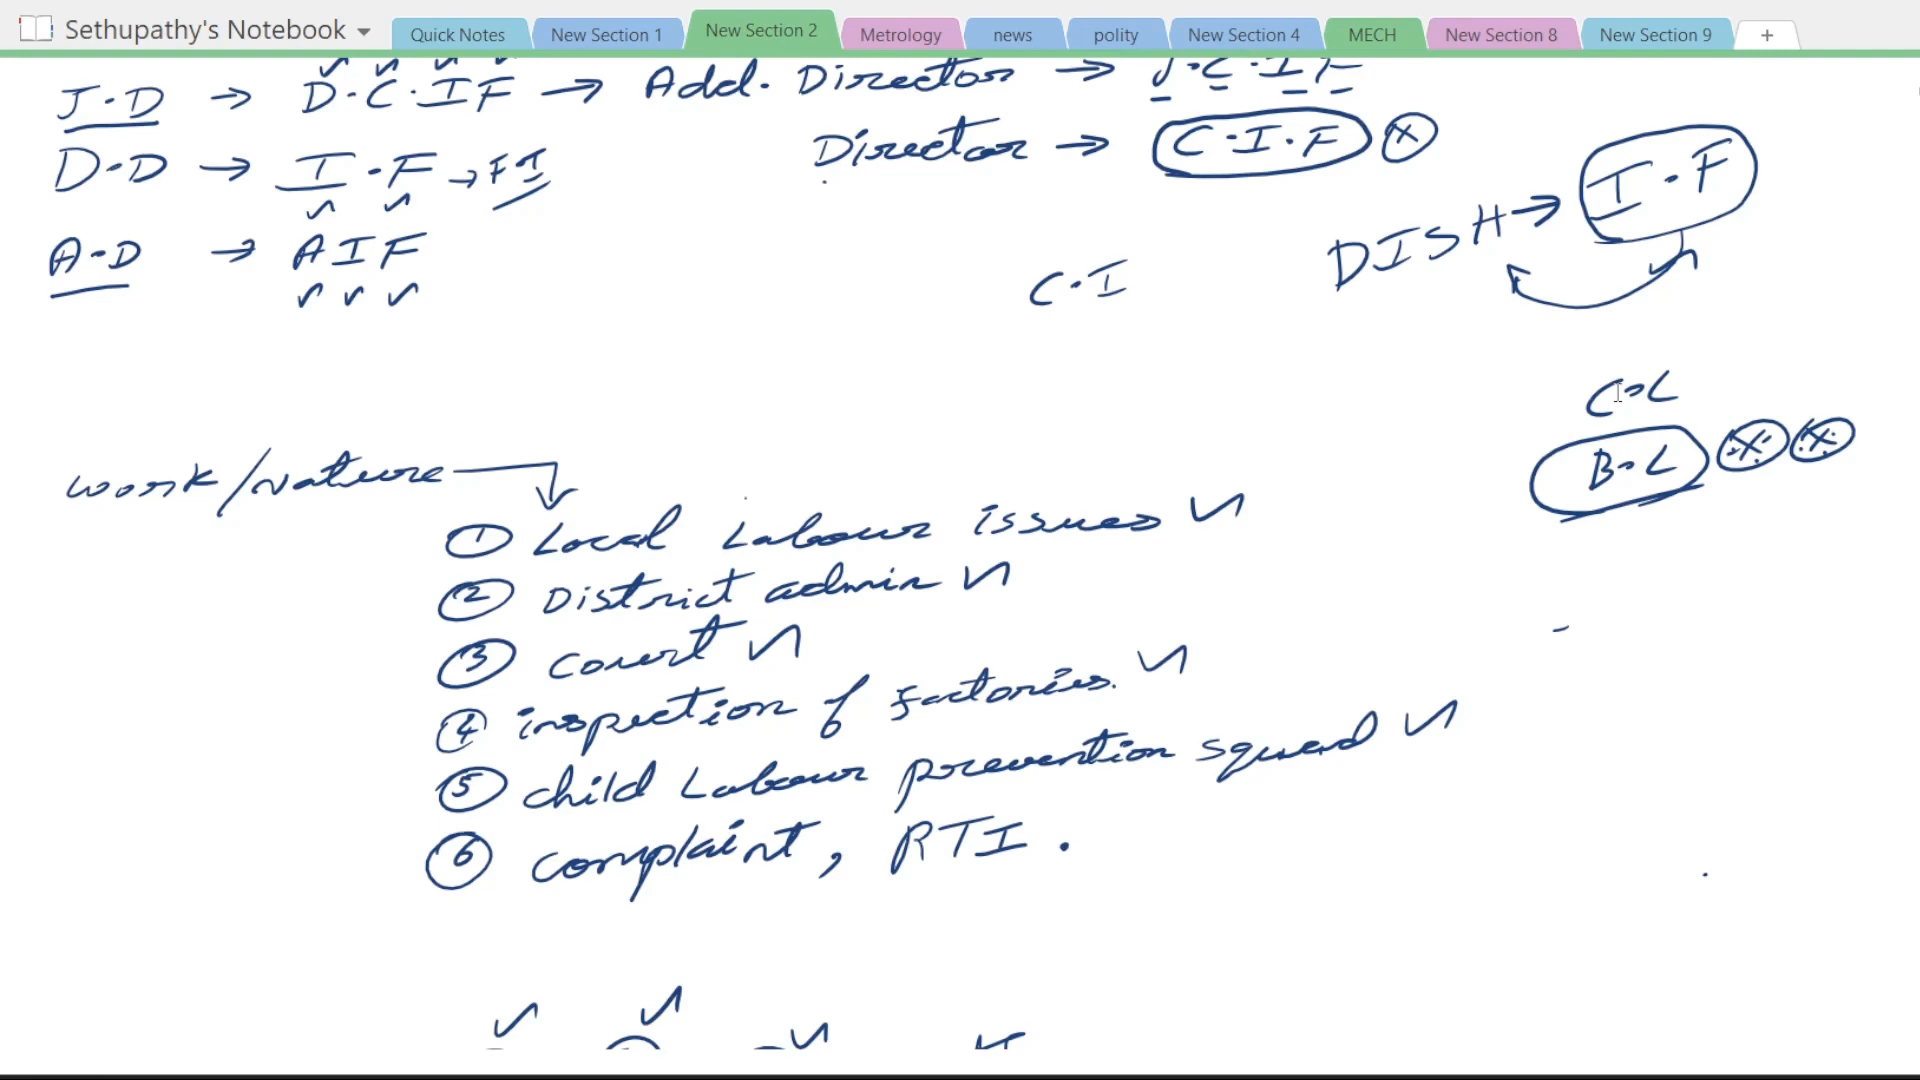 Sethupathy's Notebook
Quick Notes New Section 1 New Section 2 Metrology news polity New Section 4 MECH New Section 8 New Section 9 +
J.D → D.C.IF → Add. Director → J.C.IF
D.D → I.F → FI Director → C.I.F
A.D → AIF
C.I
DISH → I.F
C.L
B.L
work/nature
① Local Labour issues
② District admin
③ court
④ inspection of factories.
⑤ child Labour prevention squad
⑥ complaint, RTI.